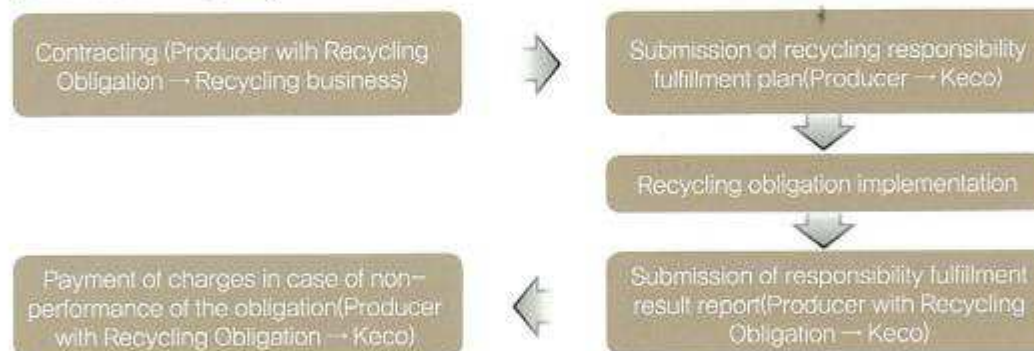 Contracting (Producer with Recycling
Obligation → Recycling business)
Submission of recycling responsibility
fulfillment plan(Producer → Keco)
Recycling obligation implementation
Submission of responsibility fulfillment
result report(Producer with Recycling
Obligation → Keco)
Payment of charges in case of non-
performance of the obligation(Producer
with Recycling Obligation → Keco)